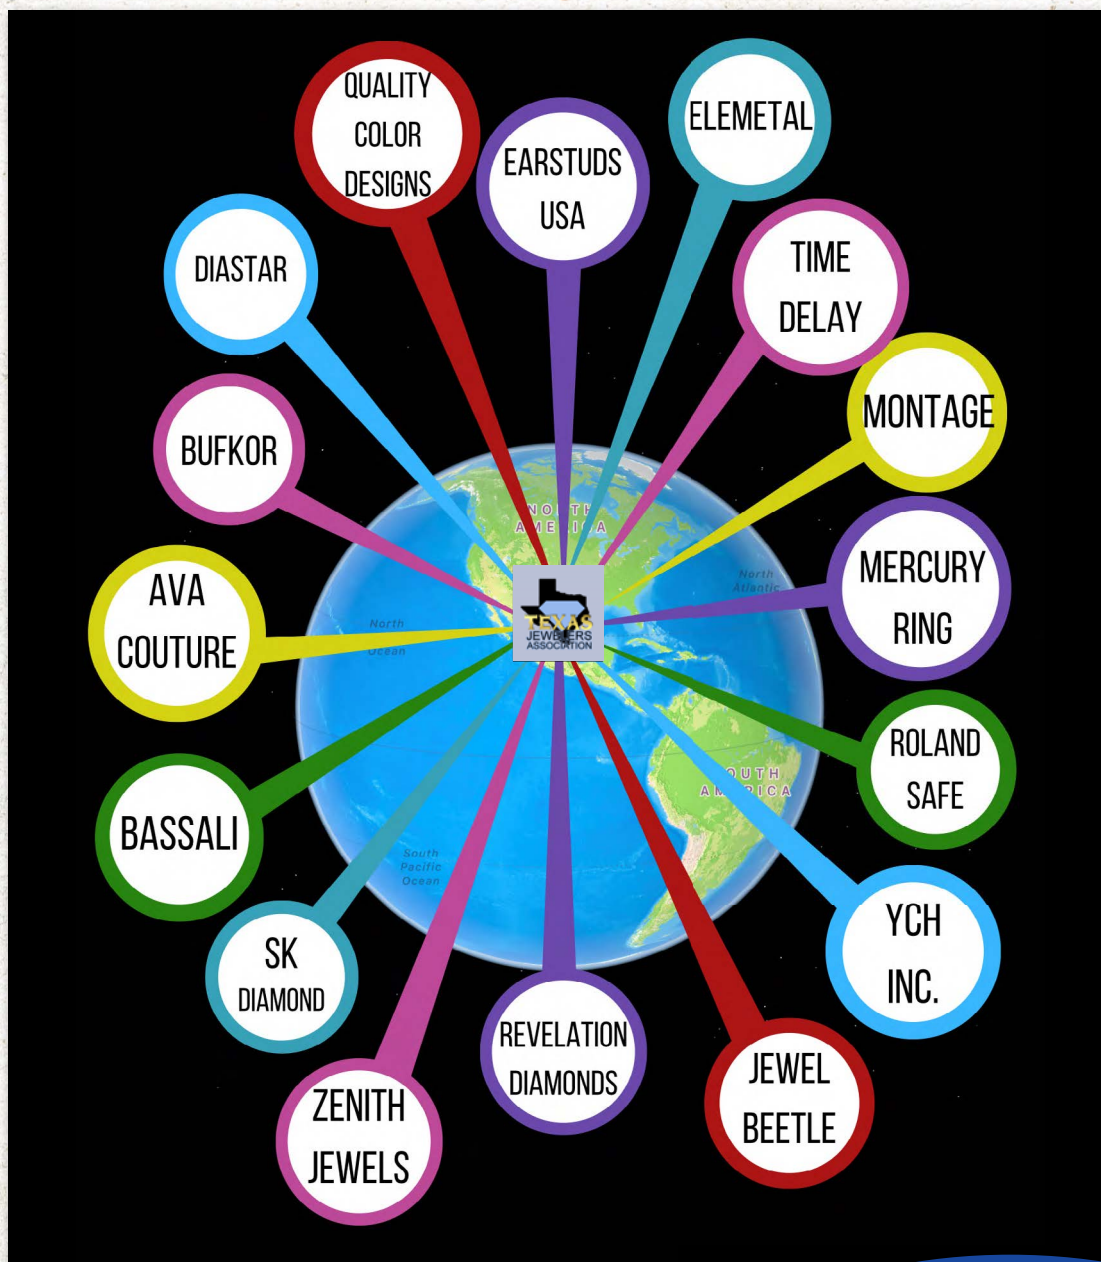 QUALITY
COLOR
DESIGNS
EARSTUDS
USA
ELEMETAL
DIASTAR
TIME
DELAY
BUFKOR
MONTAGE
NORTH
AMERICA
North
Atlantic
MERCURY
RING
AVA
COUTURE
North
Ocean
TEXAS
JEWELERS
ASSOCIATION
ROLAND
SAFE
SOUTH
AMERICA
BASSALI
South
Pacific
Ocean
YCH
INC.
SK
DIAMOND
REVELATION
DIAMONDS
JEWEL
BEETLE
ZENITH
JEWELS